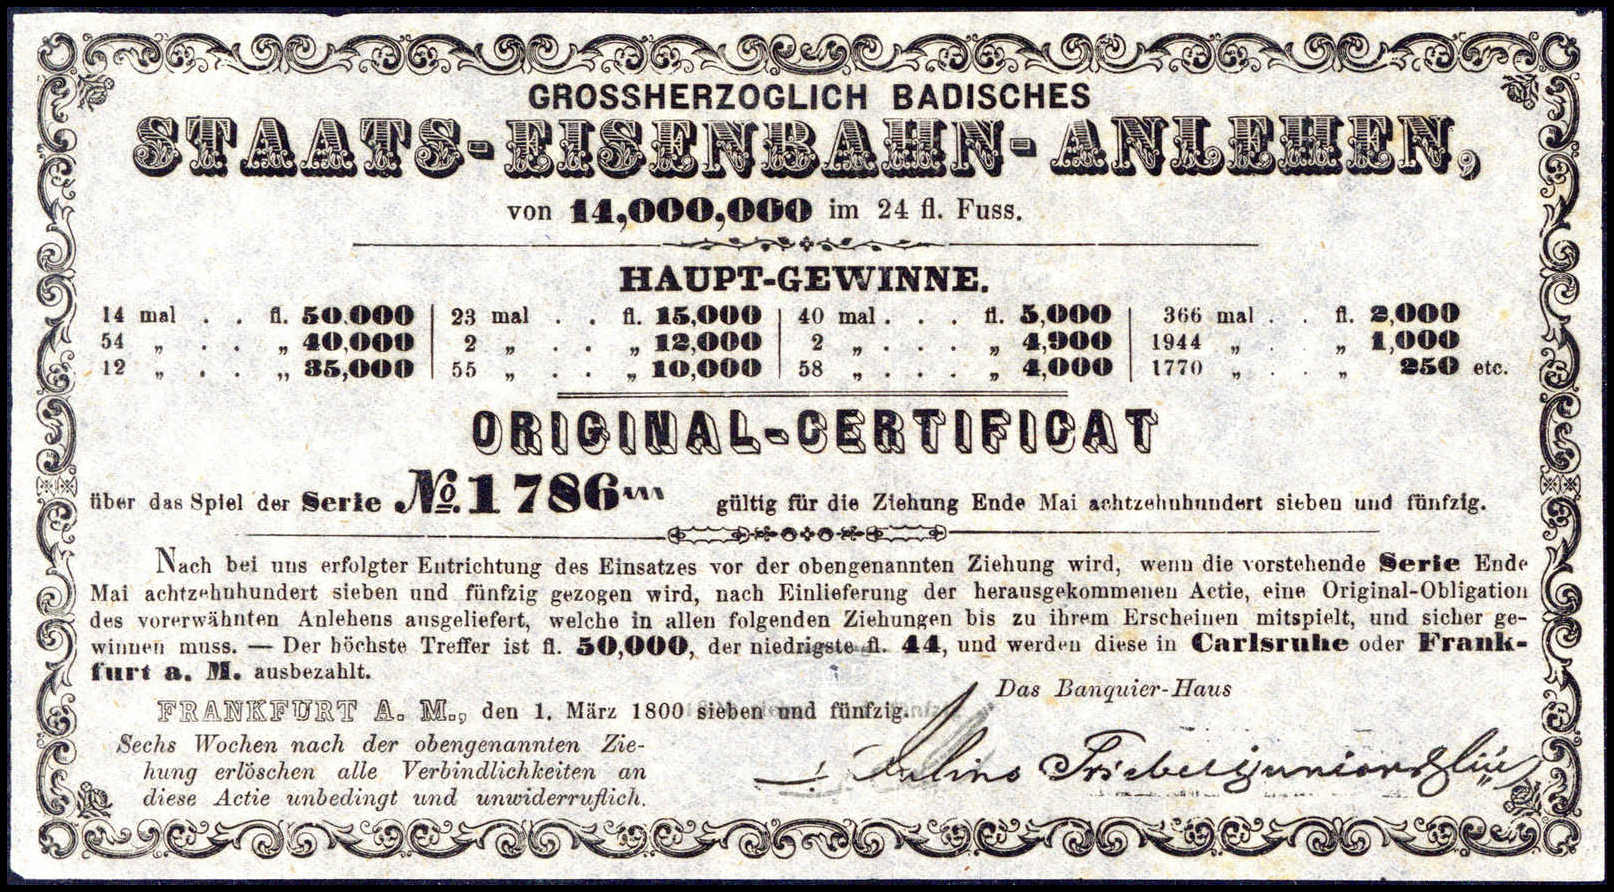 GROSSHERZOGLICH BADISCHES
STAATS-EISENBAHN-ANLEHEN,
von 14,000,000 im 24 fl. Fuss.
HAUPT-GEWINNE.
14 mal . . fl. 50.000 | 23 mal . . fl. 15,000 | 40 mal . . . fl. 5,000 | 366 mal . . fl. 2,000
54 „ . . „ 40,000 | 2 „ . . „ 12,000 | 2 „ . . . „ 4,900 | 1944 „ . . „ 1,000
12 „ . . „ 35,000 | 55 „ . . „ 10,000 | 58 „ . . . „ 4,000 | 1770 „ . . „ 250 etc.
ORIGINAL-CERTIFICAT
über das Spiel der Serie No. 1786 gültig für die Ziehung Ende Mai achtzehnhundert sieben und fünfzig.
Nach bei uns erfolgter Entrichtung des Einsatzes vor der obengenannten Ziehung wird, wenn die vorstehende Serie Ende
Mai achtzehnhundert sieben und fünfzig gezogen wird, nach Einlieferung der herausgekommenen Actie, eine Original-Obligation
des vorerwähnten Anlehens ausgeliefert, welche in allen folgenden Ziehungen bis zu ihrem Erscheinen mitspielt, und sicher ge-
winnen muss. — Der höchste Treffer ist fl. 50,000, der niedrigste fl. 44, und werden diese in Carlsruhe oder Frank-
furt a. M. ausbezahlt.
Das Banquier-Haus
FRANKFURT A. M., den 1. März 1800 sieben und fünfzig.
Sechs Wochen nach der obengenannten Zie-
hung erlöschen alle Verbindlichkeiten an
diese Actie unbedingt und unwiderruflich.